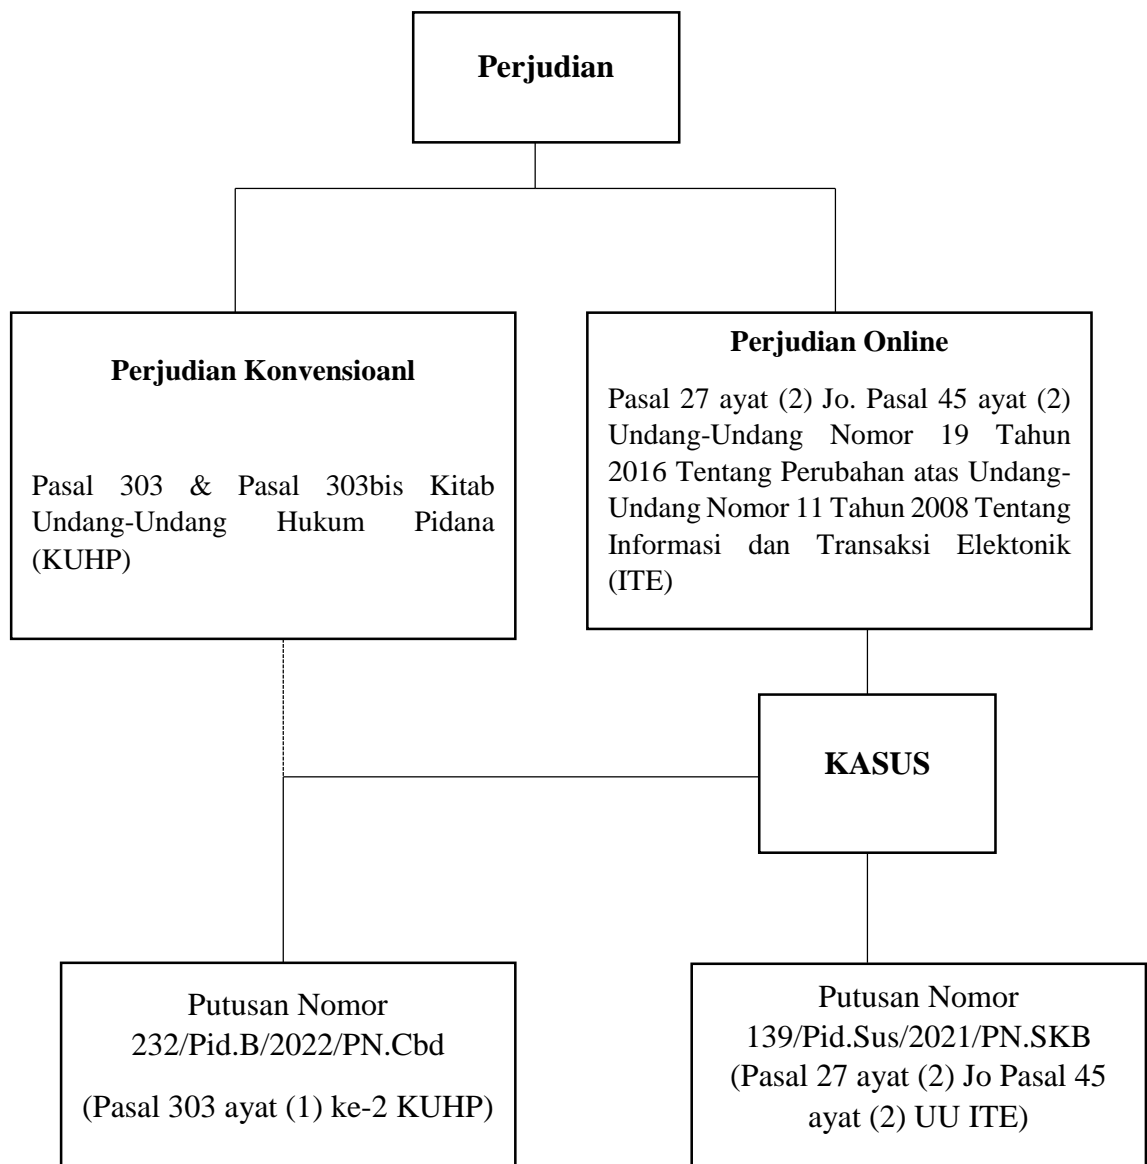 Perjudian
Perjudian Konvensioanl
Pasal 303 & Pasal 303bis Kitab
Undang-Undang Hukum Pidana
(KUHP)
Perjudian Online
Pasal 27 ayat (2) Jo. Pasal 45 ayat (2)
Undang-Undang Nomor 19 Tahun
2016 Tentang Perubahan atas Undang-
Undang Nomor 11 Tahun 2008 Tentang
Informasi dan Transaksi Elektonik
(ITE)
KASUS
Putusan Nomor
232/Pid.B/2022/PN.Cbd
(Pasal 303 ayat (1) ke-2 KUHP)
Putusan Nomor
139/Pid.Sus/2021/PN.SKB
(Pasal 27 ayat (2) Jo Pasal 45
ayat (2) UU ITE)